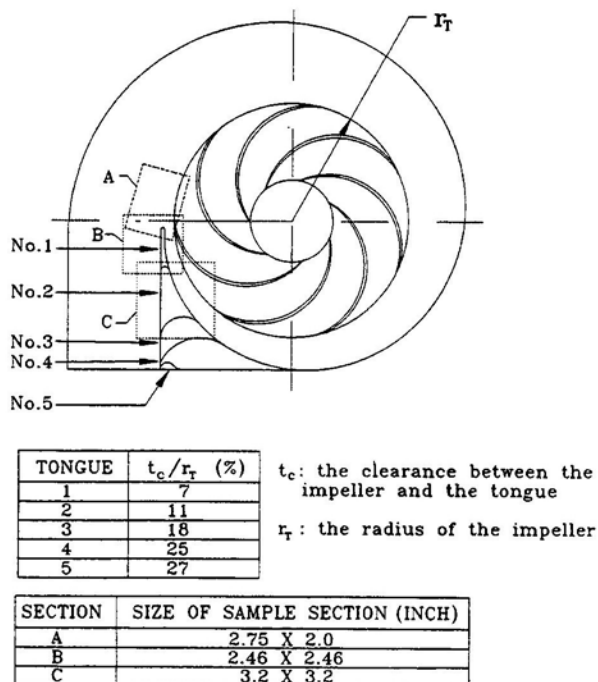 r_T
A
B
No.1
No.2
C
No.3
No.4
No.5
TONGUE t_c/r_T (%)
1 7
2 11
3 18
4 25
5 27
t_c: the clearance between the
impeller and the tongue
r_T: the radius of the impeller
SECTION SIZE OF SAMPLE SECTION (INCH)
A 2.75 X 2.0
B 2.46 X 2.46
C 3.2 X 3.2